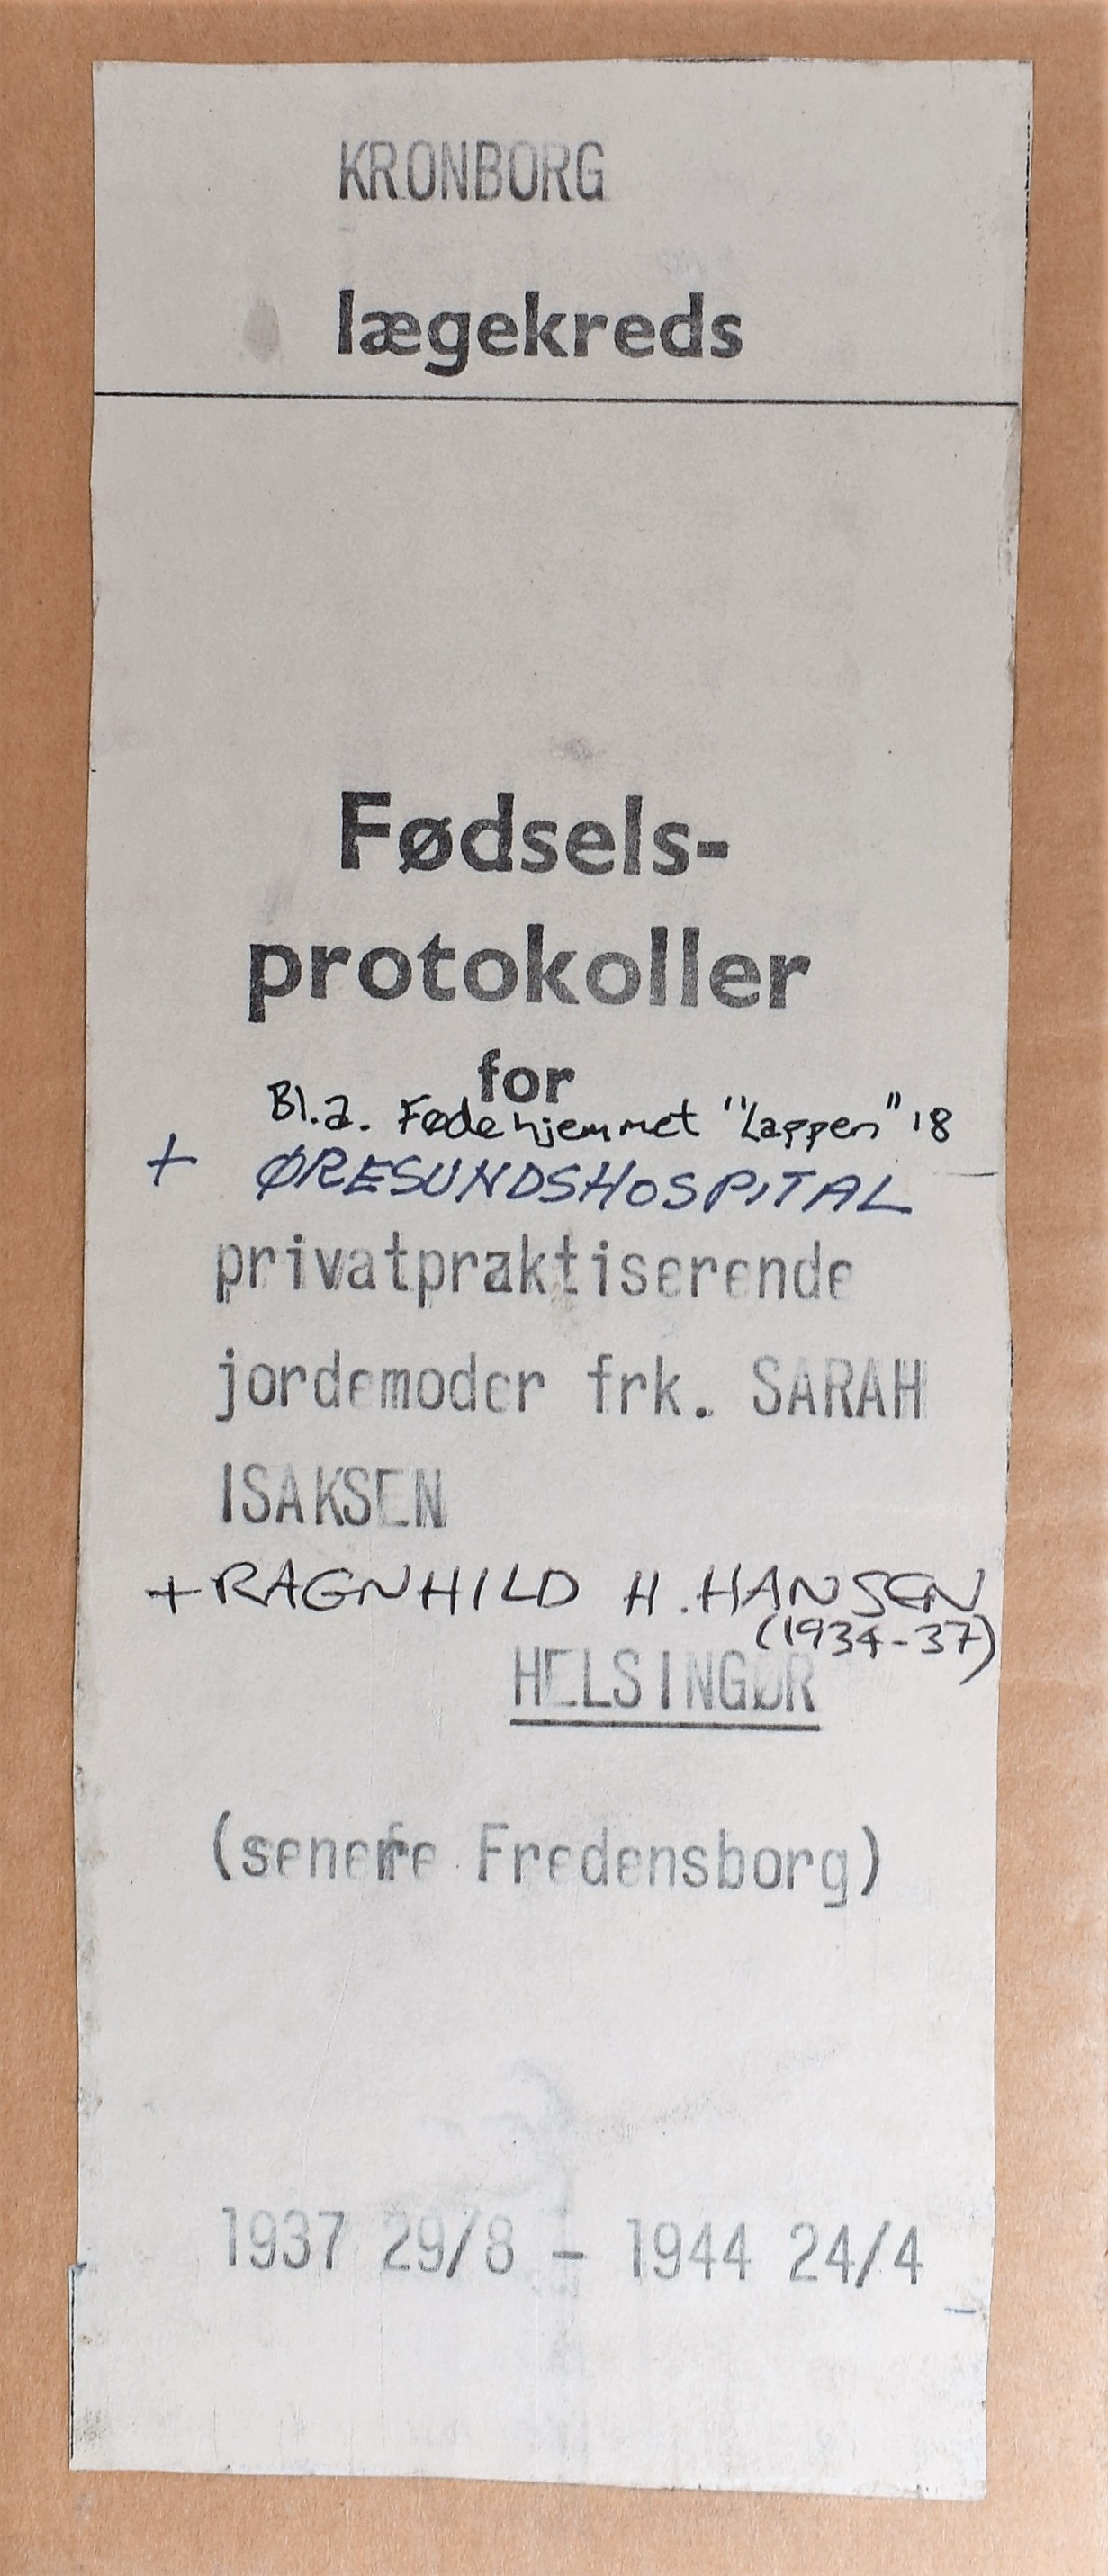 KRONBORG
lægekreds
Fødsels-
protokoller
for
Bl.a. Fødehjemmet "Lappen" 18
+ ØRESUNDSHOSPITAL
privatpraktiserende
jordemoder frk. SARAH
ISAKSEN
+ RAGNHILD H. HANSEN
(1934-37)
HELSINGØR
(senere Fredensborg)
1937 29/8 - 1944 24/4